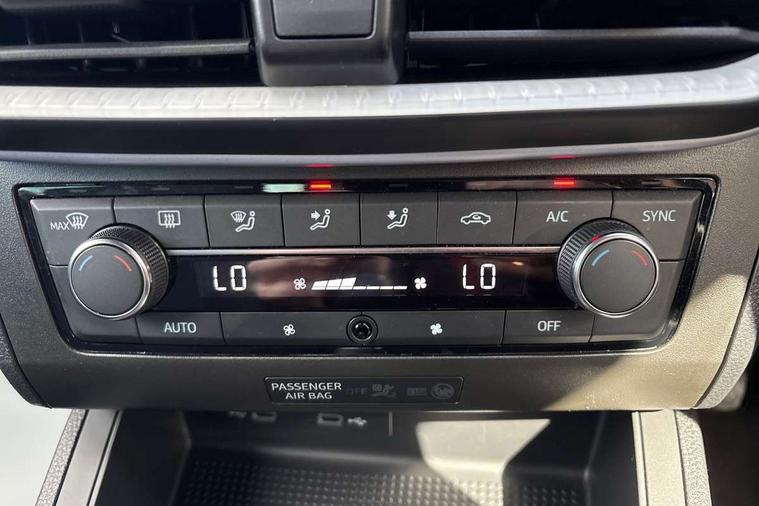 MAX
A/C
SYNC
LO
LO
AUTO
OFF
PASSENGER OFF
AIR BAG